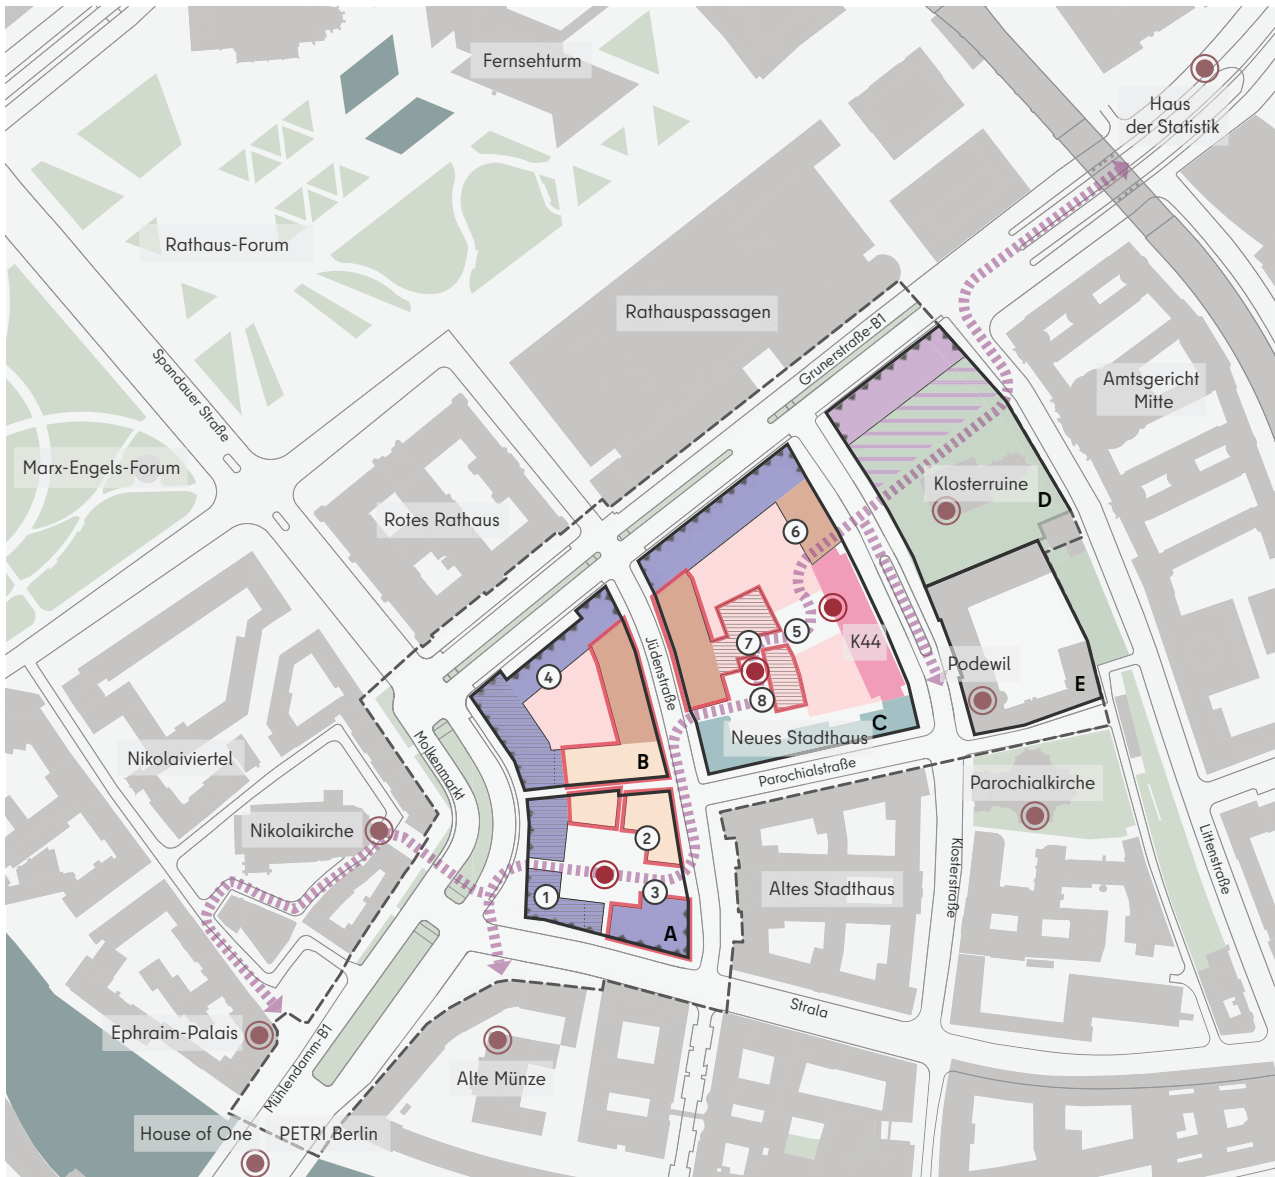 Fernsehturm
Haus
der Statistik
Rathaus-Forum
Rathauspassagen
Grunerstraße-B1
Spandauer Straße
Amtsgericht
Mitte
Marx-Engels-Forum
Klosterruine
D
Rotes Rathaus
6
5
7
K44
Jüdenstraße
Podewil
4
8
E
C
Neues Stadthaus
Molkenmarkt
Nikolaiviertel
B
Parochialstraße
Parochialkirche
Nikolaikirche
2
Altes Stadthaus
Klosterstraße
Littenstraße
1
3
A
Strala
Ephraim-Palais
Mühlendamm-B1
Alte Münze
House of One
PETRI Berlin